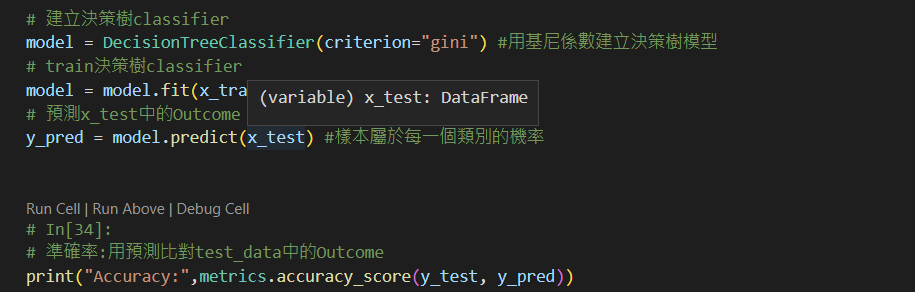 # 建立決策樹classifier
model = DecisionTreeClassifier(criterion="gini") #用基尼係數建立決策樹模型
# train決策樹classifier
model = model.fit(x_tra
(variable) x_test: DataFrame
# 預測x_test中的Outcome
y_pred = model.predict(x_test) #樣本屬於每一個類別的機率
Run Cell | Run Above | Debug Cell
# In[34]:
# 準確率:用預測比對test_data中的Outcome
print("Accuracy:",metrics.accuracy_score(y_test, y_pred))